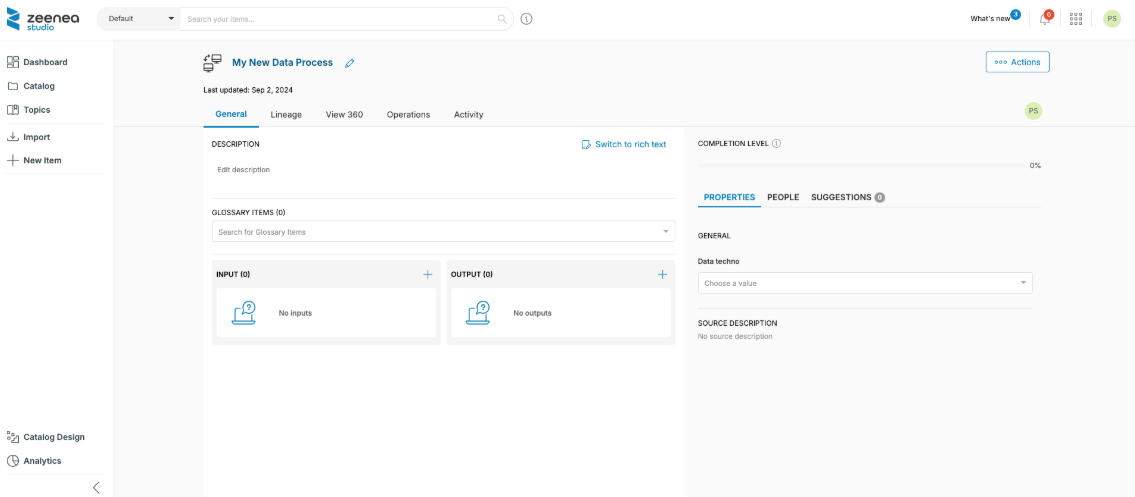 zeenea
studio
Default
Search your items...
What's new
3
0
PS
Dashboard
Catalog
Topics
Import
New Item
Catalog Design
Analytics
My New Data Process
Actions
Last updated: Sep 2, 2024
General
Lineage
View 360
Operations
Activity
PS
DESCRIPTION
Switch to rich text
Edit description
GLOSSARY ITEMS (0)
Search for Glossary Items
INPUT (0)
No inputs
OUTPUT (0)
No outputs
COMPLETION LEVEL
0%
PROPERTIES
PEOPLE
SUGGESTIONS 0
GENERAL
Data techno
Choose a value
SOURCE DESCRIPTION
No source description